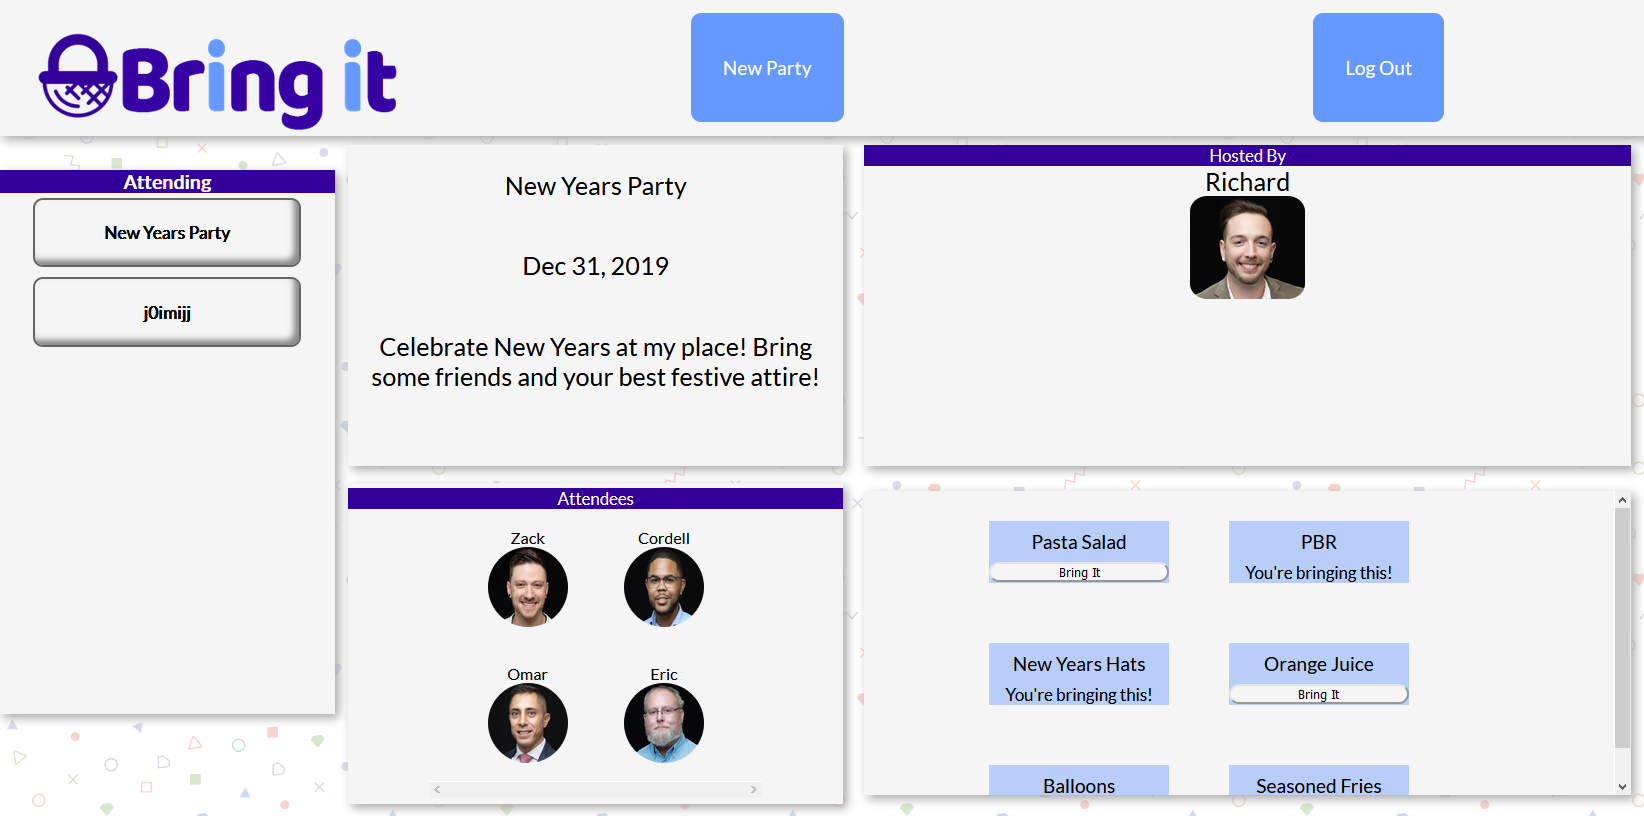 Bring it
New Party
Log Out
Attending
New Years Party
j0imijj
New Years Party
Dec 31, 2019
Celebrate New Years at my place! Bring
some friends and your best festive attire!
Hosted By
Richard
Attendees
Zack
Cordell
Omar
Eric
Pasta Salad
Bring It
PBR
You're bringing this!
New Years Hats
You're bringing this!
Orange Juice
Bring It
Balloons
Seasoned Fries